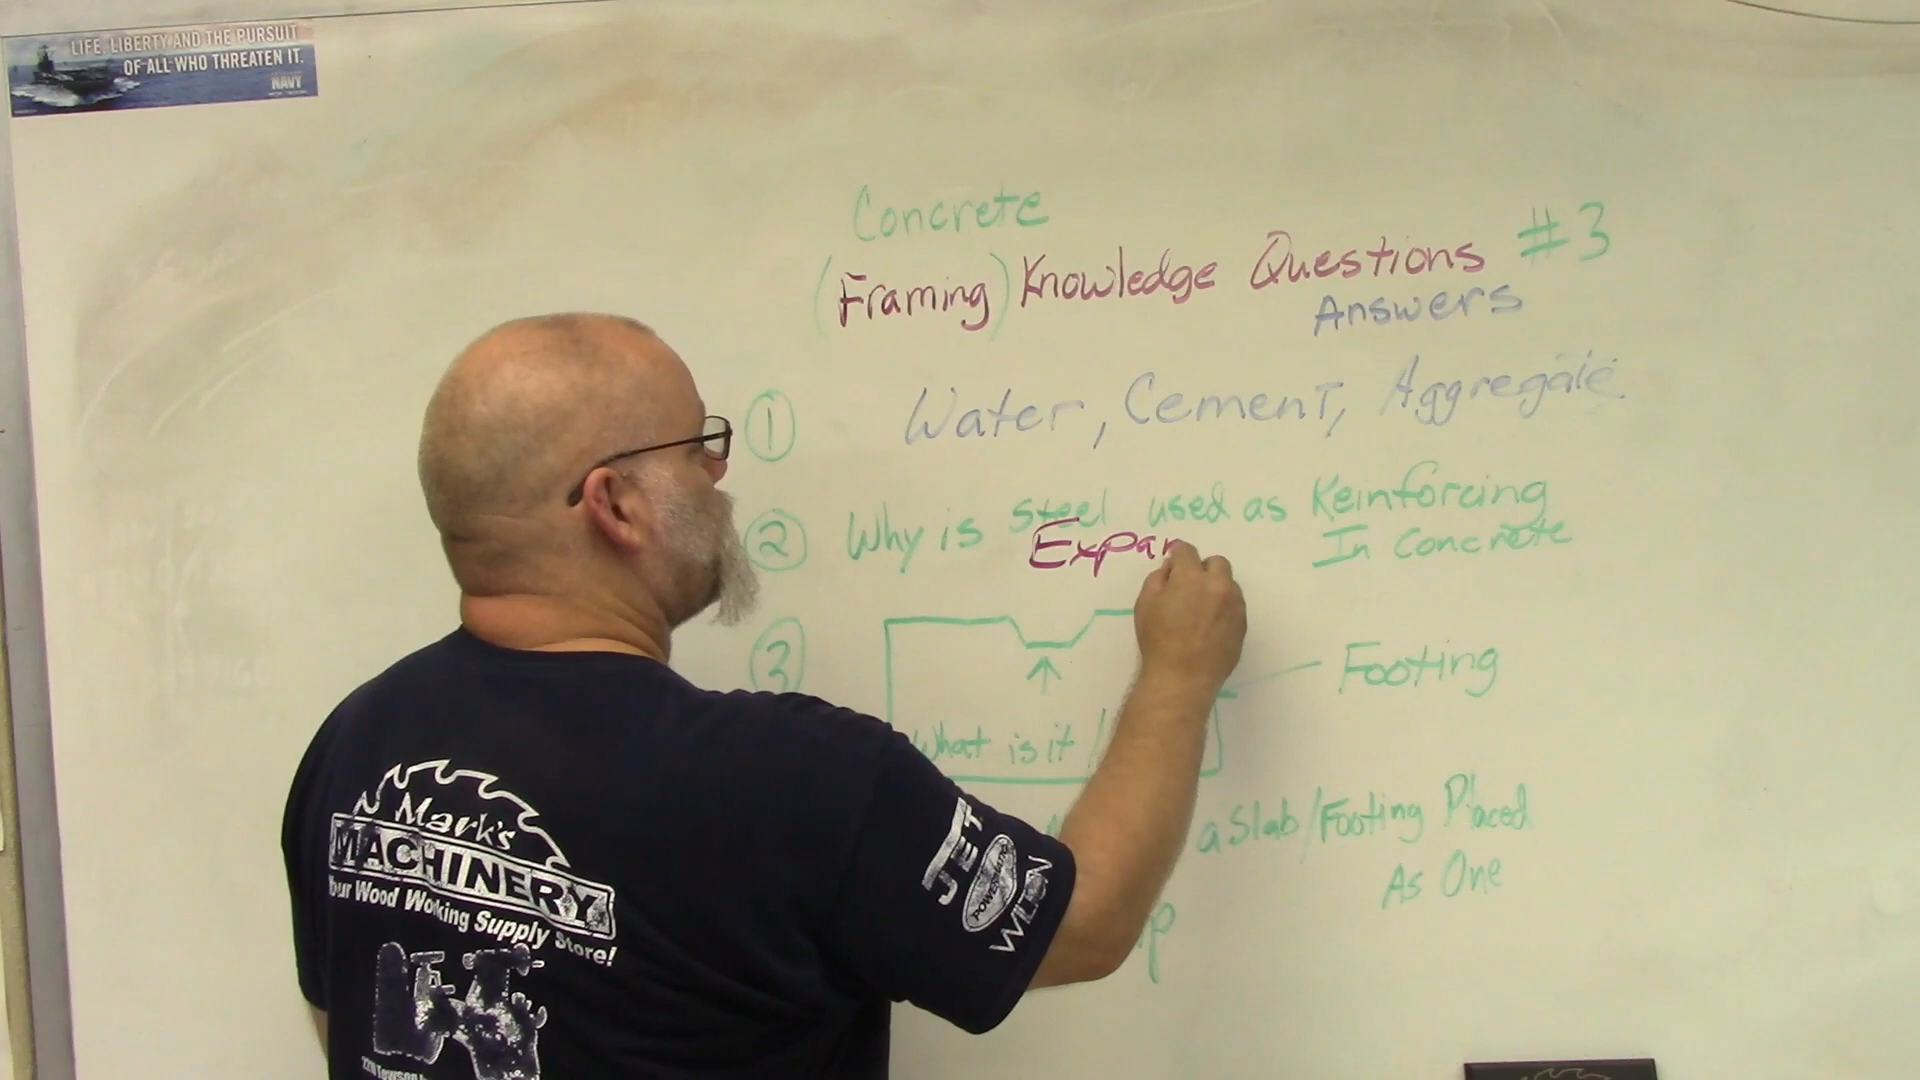 LIFE, LIBERTY AND THE PURSUIT
OF ALL WHO THREATEN IT.
NAVY
Concrete
(Framing) Knowledge Questions #3
Answers
① Water, Cement, Aggregate
② Why is Steel used as Reinforcing
In Concrete
Expan
③
Footing
What is it
a Slab/Footing Placed
As One
Mark's
MACHINERY
Your Wood Working Supply Store!
JET
POWERMATIC
WILTON